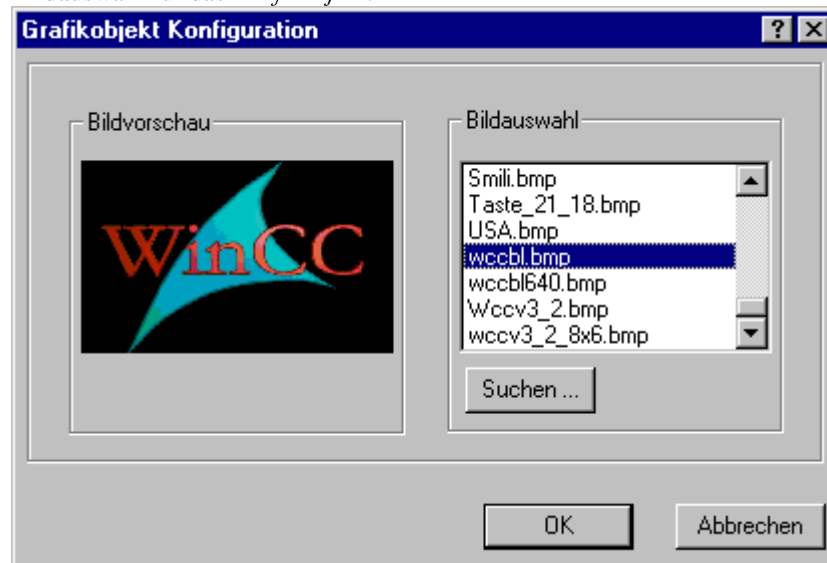 Grafikobjekt Konfiguration
Bildvorschau
WinCC
Bildauswahl
Smili.bmp
Taste_21_18.bmp
USA.bmp
wccbl.bmp
wccbl640.bmp
Wccv3_2.bmp
wccv3_2_8x6.bmp
Suchen ...
OK
Abbrechen